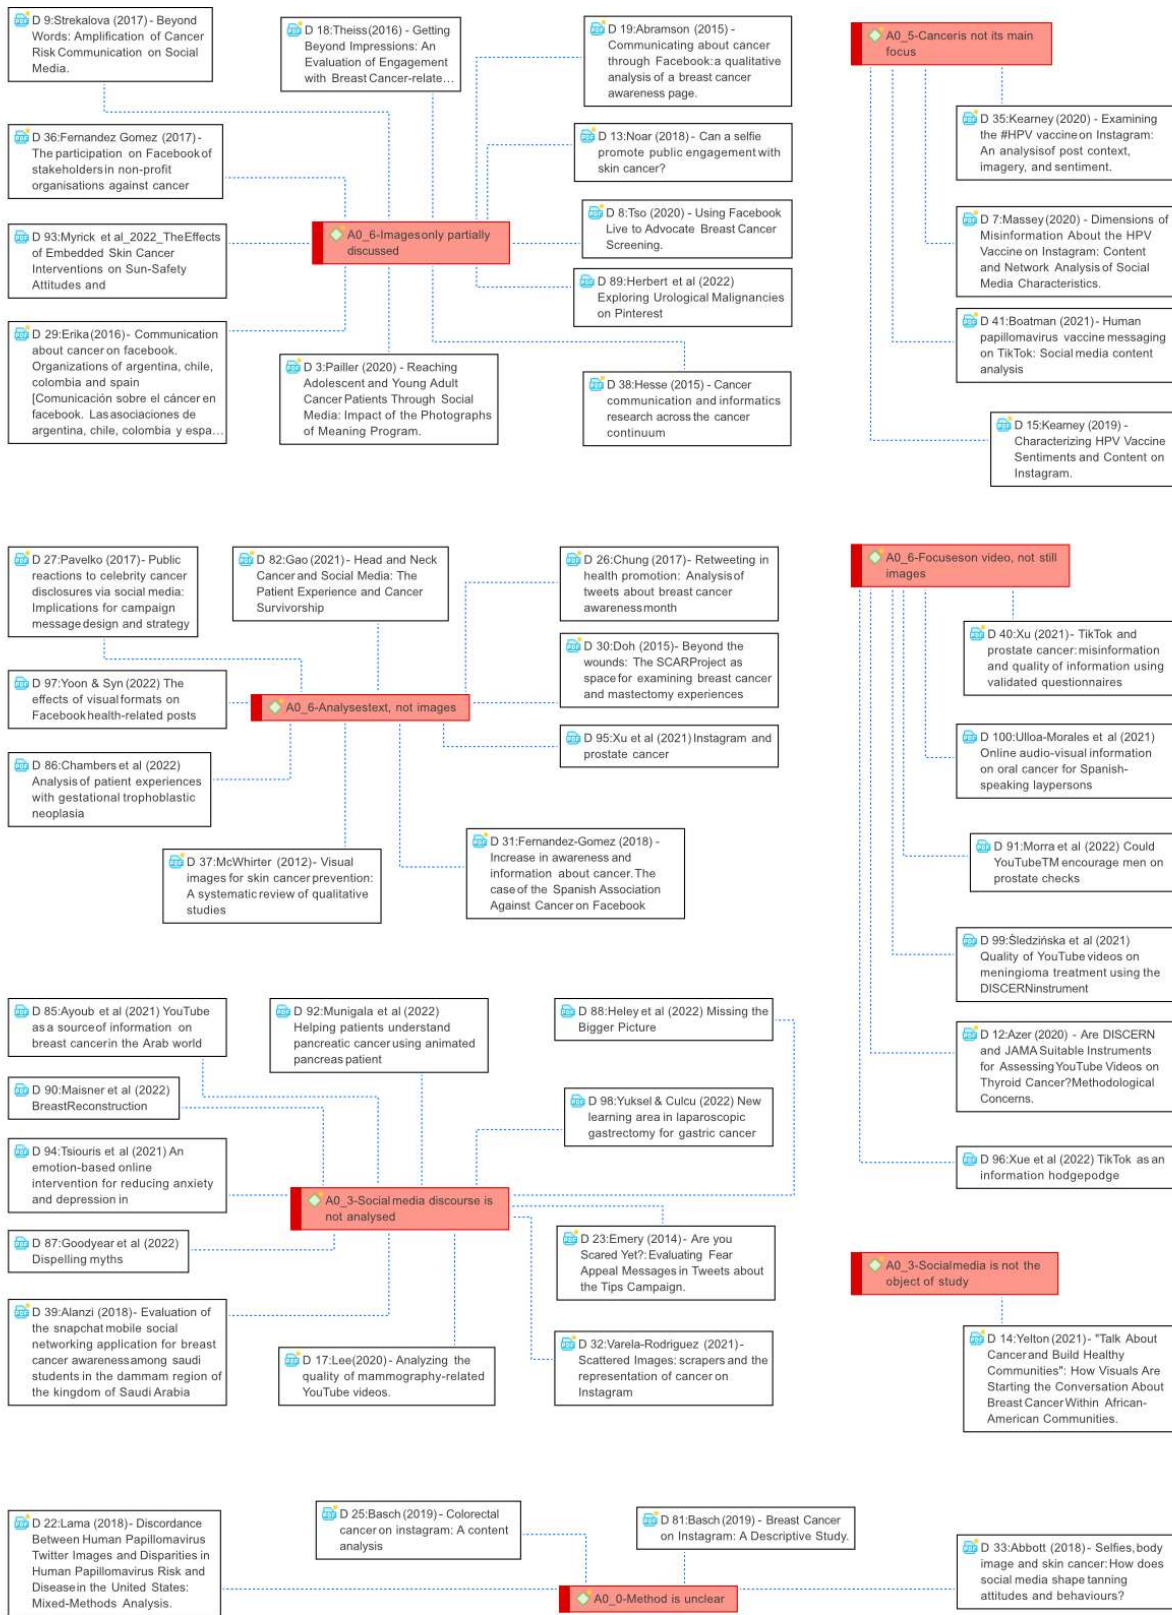 D 9:Strekalova (2017) - Beyond
Words: Amplification of Cancer
Risk Communication on Social
Media.
D 18:Theiss(2016) - Getting
Beyond Impressions: An
Evaluation of Engagement
with Breast Cancer-relate…
D 19:Abramson (2015) -
Communicating about cancer
through Facebook: a qualitative
analysis of a breast cancer
awareness page.
D 36:Fernandez Gomez (2017) -
The participation on Facebook of
stakeholders in non-profit
organisations against cancer
D 13:Noar (2018) - Can a selfie
promote public engagement with
skin cancer?
D 93:Myrick et al_2022_TheEffects
of Embedded Skin Cancer
Interventions on Sun-Safety
Attitudes and
A0_6-Images only partially
discussed
D 8:Tso (2020) - Using Facebook
Live to Advocate Breast Cancer
Screening.
D 89:Herbert et al (2022)
Exploring Urological Malignancies
on Pinterest
D 29:Erika(2016) - Communication
about cancer on facebook.
Organizations of argentina, chile,
colombia and spain
[Comunicación sobre el cáncer en
facebook. Las asociaciones de
argentina, chile, colombia y espa…
D 3:Pailler (2020) - Reaching
Adolescent and Young Adult
Cancer Patients Through Social
Media: Impact of the Photographs
of Meaning Program.
D 38:Hesse (2015) - Cancer
communication and informatics
research across the cancer
continuum
A0_5-Cancer is not its main
focus
D 35:Kearney (2020) - Examining
the #HPV vaccine on Instagram:
An analysis of post context,
imagery, and sentiment.
D 7:Massey (2020) - Dimensions of
Misinformation About the HPV
Vaccine on Instagram: Content
and Network Analysis of Social
Media Characteristics.
D 41:Boatman (2021) - Human
papillomavirus vaccine messaging
on TikTok: Social media content
analysis
D 15:Kearney (2019) -
Characterizing HPV Vaccine
Sentiments and Content on
Instagram.
D 27:Pavelko (2017) - Public
reactions to celebrity cancer
disclosures via social media:
Implications for campaign
message design and strategy
D 82:Gao (2021) - Head and Neck
Cancer and Social Media: The
Patient Experience and Cancer
Survivorship
D 26:Chung (2017) - Retweeting in
health promotion: Analysis of
tweets about breast cancer
awareness month
D 97:Yoon & Syn (2022) The
effects of visual formats on
Facebook health-related posts
A0_6-Analyses text, not images
D 30:Doh (2015)- Beyond the
wounds: The SCAR Project as
space for examining breast cancer
and mastectomy experiences
D 95:Xu et al (2021) Instagram and
prostate cancer
D 86:Chambers et al (2022)
Analysis of patient experiences
with gestational trophoblastic
neoplasia
D 37:McWhirter (2012) - Visual
images for skin cancer prevention:
A systematic review of qualitative
studies
D 31:Fernandez-Gomez (2018) -
Increase in awareness and
information about cancer. The
case of the Spanish Association
Against Cancer on Facebook
A0_6-Focuses on video, not still
images
D 40:Xu (2021) - TikTok and
prostate cancer: misinformation
and quality of information using
validated questionnaires
D 100:Ulloa-Morales et al (2021)
Online audio-visual information
on oral cancer for Spanish-
speaking laypersons
D 91:Morra et al (2022) Could
YouTubeTM encourage men on
prostate checks
D 99:Śledzińska et al (2021)
Quality of YouTube videos on
meningioma treatment using the
DISCERN instrument
D 12:Azer (2020) - Are DISCERN
and JAMA Suitable Instruments
for Assessing YouTube Videos on
Thyroid Cancer? Methodological
Concerns.
D 96:Xue et al (2022) TikTok as an
information hodgepodge
D 85:Ayoub et al (2021) YouTube
as a source of information on
breast cancer in the Arab world
D 92:Munigala et al (2022)
Helping patients understand
pancreatic cancer using animated
pancreas patient
D 88:Heley et al (2022) Missing the
Bigger Picture
D 90:Maisner et al (2022)
BreastReconstruction
D 98:Yuksel & Culcu (2022) New
learning area in laparoscopic
gastrectomy for gastric cancer
D 94:Tsiouris et al (2021) An
emotion-based online
intervention for reducing anxiety
and depression in
A0_3-Social media discourse is
not analysed
D 87:Goodyear et al (2022)
Dispelling myths
D 23:Emery (2014) - Are you
Scared Yet?: Evaluating Fear
Appeal Messages in Tweets about
the Tips Campaign.
D 39:Alanzi (2018) - Evaluation of
the snapchat mobile social
networking application for breast
cancer awareness among saudi
students in the dammam region of
the kingdom of Saudi Arabia
D 17:Lee(2020) - Analyzing the
quality of mammography-related
YouTube videos.
D 32:Varela-Rodriguez (2021) -
Scattered Images: scrapers and the
representation of cancer on
Instagram
A0_3-Social media is not the
object of study
D 14:Yelton (2021) - "Talk About
Cancer and Build Healthy
Communities": How Visuals Are
Starting the Conversation About
Breast Cancer Within African-
American Communities.
D 22:Lama (2018) - Discordance
Between Human Papillomavirus
Twitter Images and Disparities in
Human Papillomavirus Risk and
Disease in the United States:
Mixed-Methods Analysis.
D 25:Basch (2019) - Colorectal
cancer on instagram: A content
analysis
D 81:Basch (2019) - Breast Cancer
on Instagram: A Descriptive Study.
D 33:Abbott (2018) - Selfies, body
image and skin cancer: How does
social media shape tanning
attitudes and behaviours?
A0_0-Method is unclear